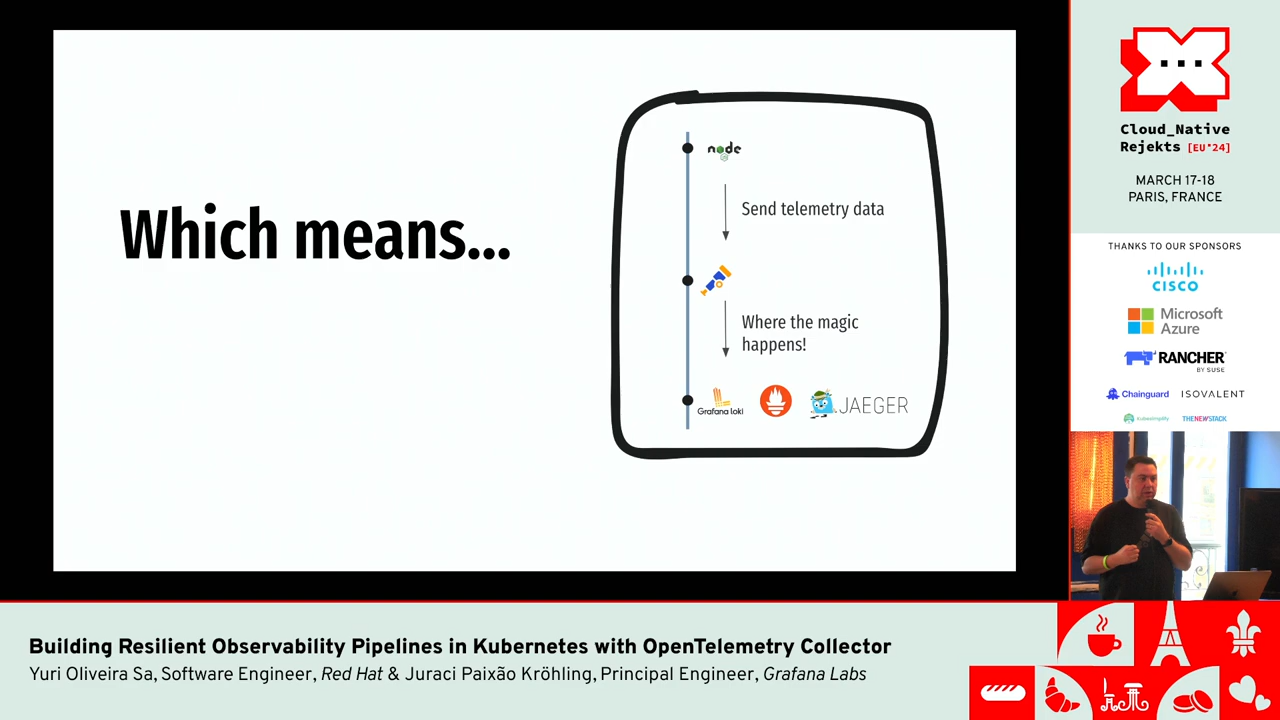 Which means...
node
Send telemetry data
Where the magic
happens!
Grafana loki
JAEGER
Cloud_Native
Rejekts [EU*24]
MARCH 17-18
PARIS, FRANCE
THANKS TO OUR SPONSORS
CISCO
Microsoft
Azure
RANCHER
BY SUSE
Chainguard
ISOVALENT
kubesimplify
THENEWSTACK
Building Resilient Observability Pipelines in Kubernetes with OpenTelemetry Collector
Yuri Oliveira Sa, Software Engineer, Red Hat & Juraci Paixão Kröhling, Principal Engineer, Grafana Labs